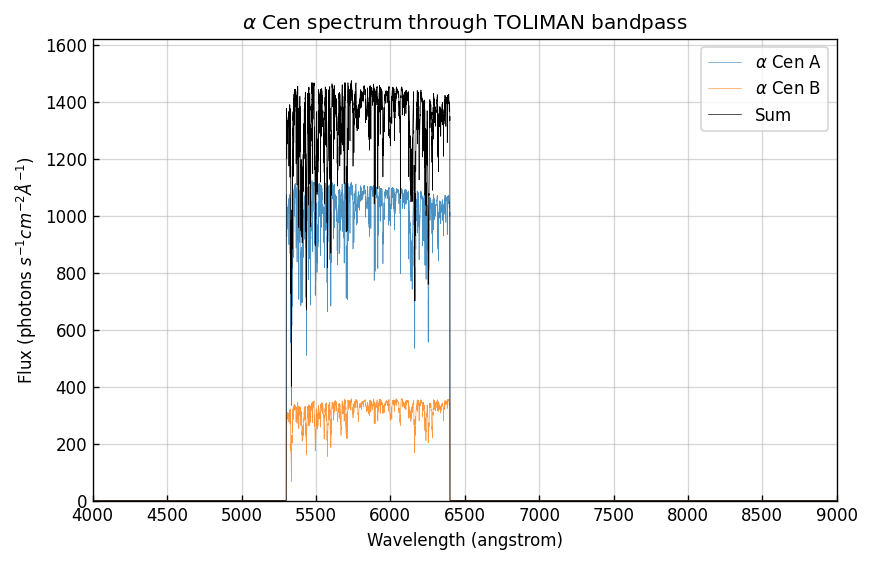 α Cen spectrum through TOLIMAN bandpass
Flux (photons s⁻¹cm⁻²Å⁻¹)
1600
1400
1200
1000
800
600
400
200
0
α Cen A
α Cen B
Sum
4000 4500 5000 5500 6000 6500 7000 7500 8000 8500 9000
Wavelength (angstrom)